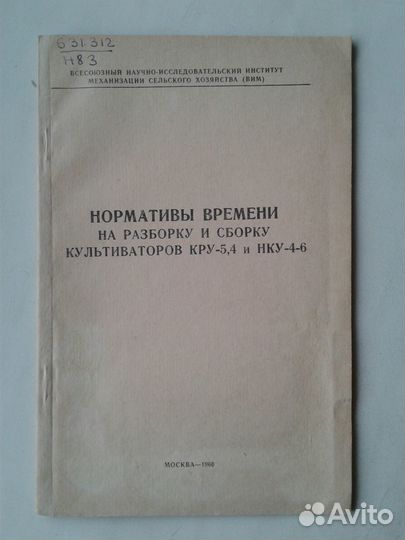 631.312
Н83
ВСЕСОЮЗНЫЙ НАУЧНО-ИССЛЕДОВАТЕЛЬСКИЙ ИНСТИТУТ
МЕХАНИЗАЦИИ СЕЛЬСКОГО ХОЗЯЙСТВА (ВИМ)
НОРМАТИВЫ ВРЕМЕНИ
НА РАЗБОРКУ И СБОРКУ
КУЛЬТИВАТОРОВ КРУ-5,4 и НКУ-4-6
МОСКВА—1960
Avito